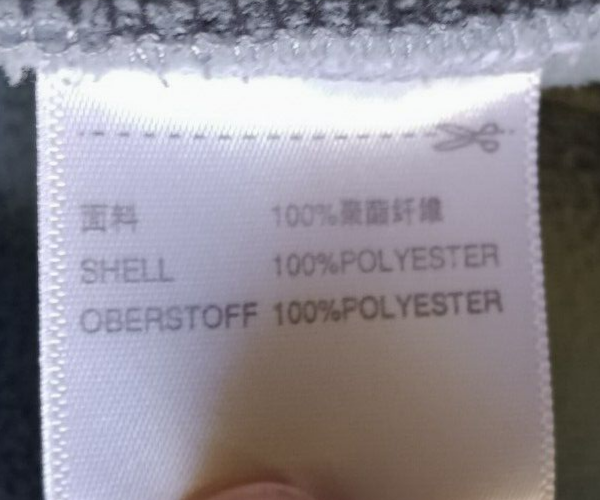 面料 100%聚酯纤维
SHELL 100%POLYESTER
OBERSTOFF 100%POLYESTER